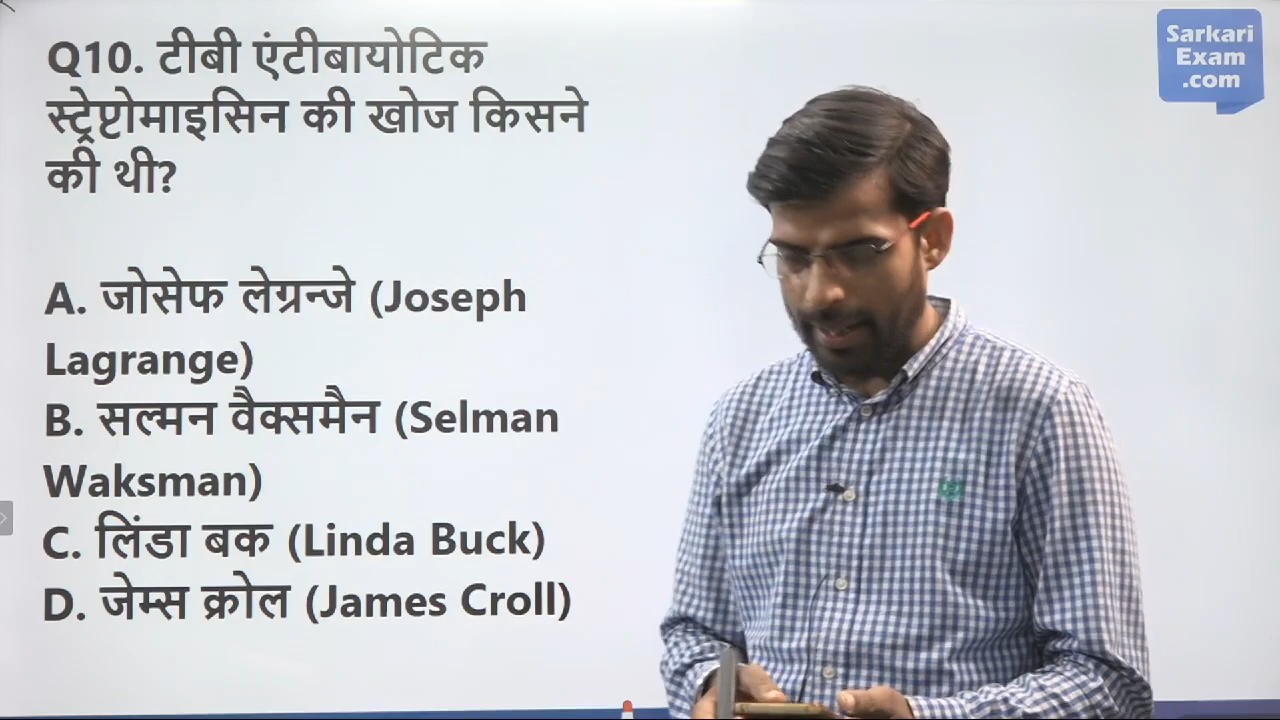 Q10. टीबी एंटीबायोटिक
स्ट्रेप्टोमाइसिन की खोज किसने
की थी?
A. जोसेफ लेग्रन्जे (Joseph
Lagrange)
B. सल्मन वैक्समैन (Selman
Waksman)
C. लिंडा बक (Linda Buck)
D. जेम्स क्रोल (James Croll)
Sarkari
Exam
.com